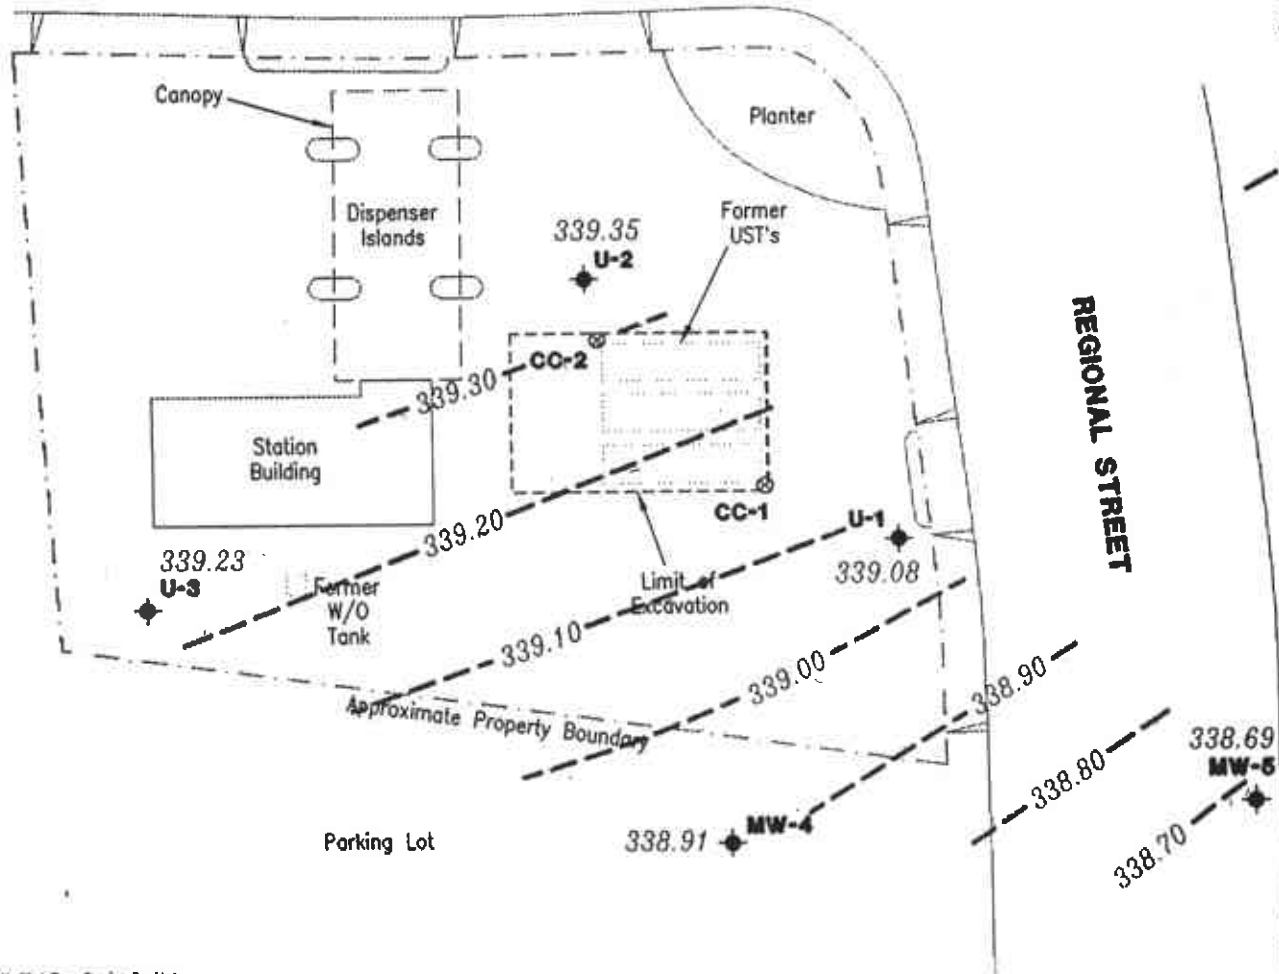 Canopy
Planter
Dispenser
Islands
Former
UST's
339.35
U-2
REGIONAL STREET
CC-2
339.30
Station
Building
CC-1
U-1
339.20
339.23
U-3
339.08
Former
W/O
Tank
Limit of
Excavation
339.10
339.00
338.90
Approximate Property Boundary
338.69
MW-5
338.80
Parking Lot
338.91
MW-4
338.70